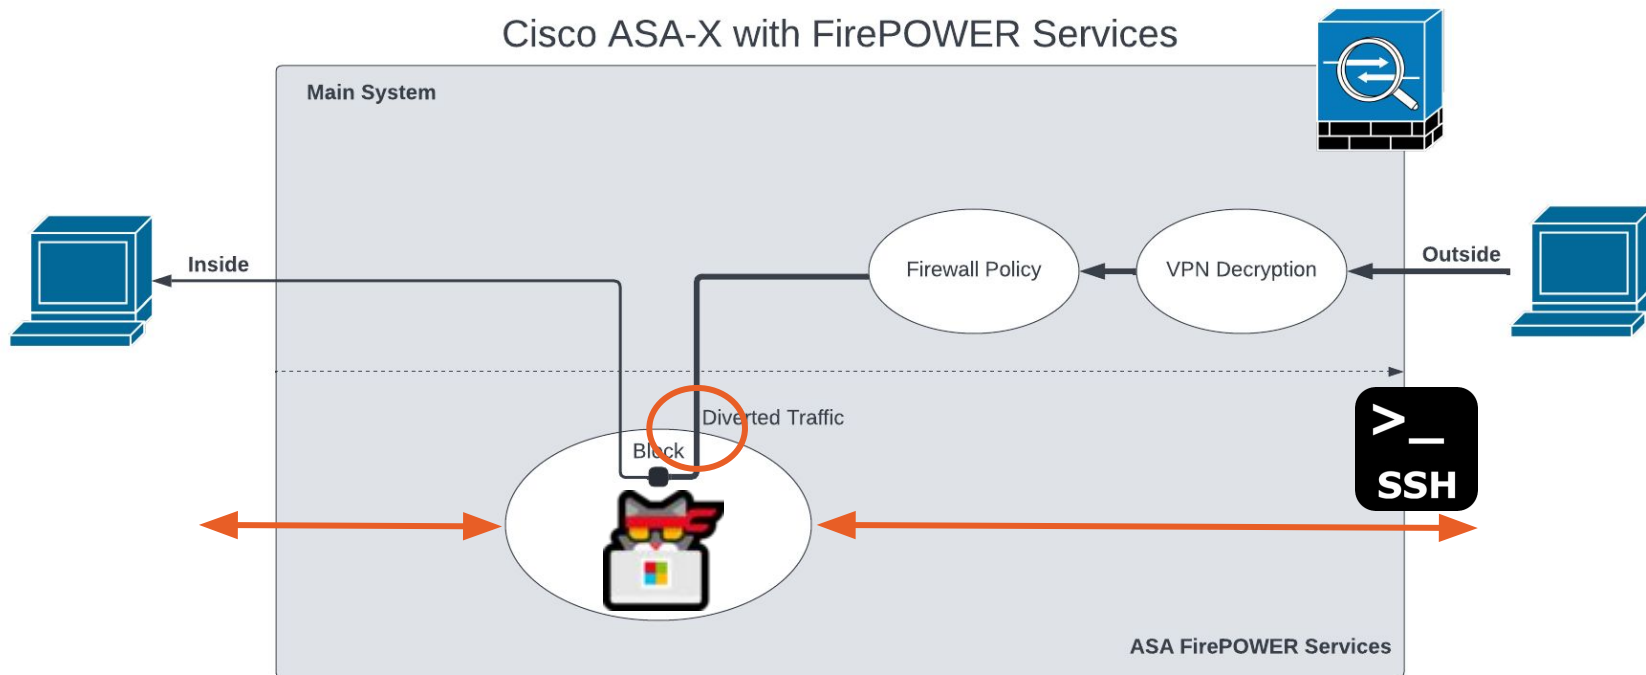 Cisco ASA-X with FirePOWER Services
Main System
Inside
Firewall Policy
VPN Decryption
Outside
Diverted Traffic
Block
>_
SSH
ASA FirePOWER Services